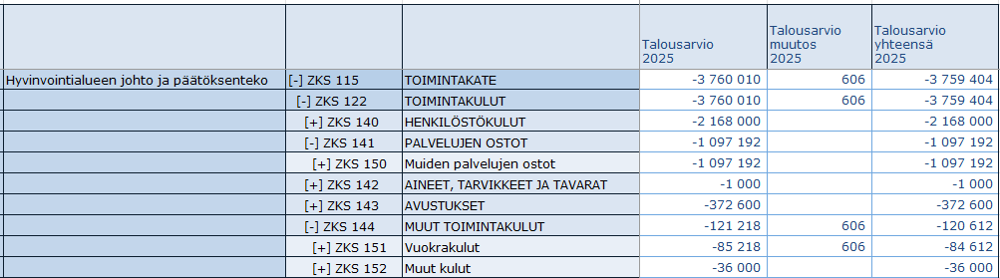 Talousarvio 2025 Talousarvio muutos 2025 Talousarvio yhteensä 2025
Hyvinvointialueen johto ja päätöksenteko [-] ZKS 115 TOIMINTAKATE -3 760 010 606 -3 759 404
[-] ZKS 122 TOIMINTAKULUT -3 760 010 606 -3 759 404
[+] ZKS 140 HENKILÖSTÖKULUT -2 168 000 -2 168 000
[-] ZKS 141 PALVELUJEN OSTOT -1 097 192 -1 097 192
[+] ZKS 150 Muiden palvelujen ostot -1 097 192 -1 097 192
[+] ZKS 142 AINEET, TARVIKKEET JA TAVARAT -1 000 -1 000
[+] ZKS 143 AVUSTUKSET -372 600 -372 600
[-] ZKS 144 MUUT TOIMINTAKULUT -121 218 606 -120 612
[+] ZKS 151 Vuokrakulut -85 218 606 -84 612
[+] ZKS 152 Muut kulut -36 000 -36 000